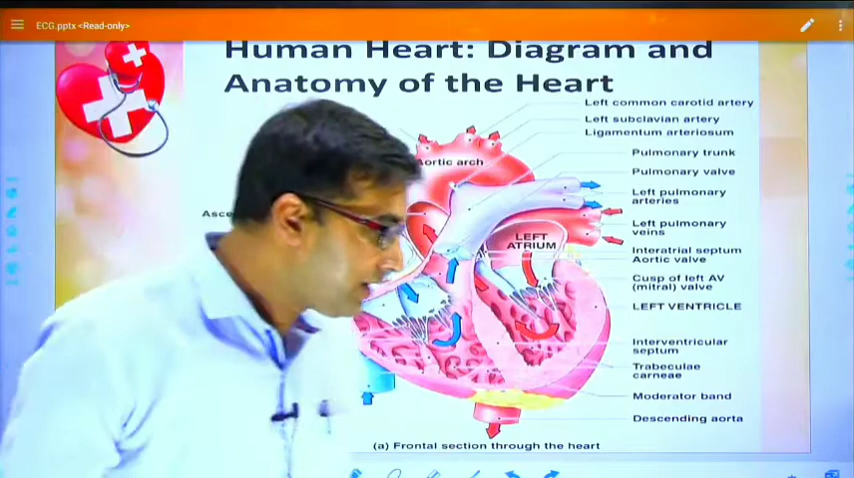 ECG.pptx <Read-only>
Human Heart: Diagram and
Anatomy of the Heart
Left common carotid artery
Left subclavian artery
Ligamentum arteriosum
Aortic arch
Pulmonary trunk
Pulmonary valve
Left pulmonary
arteries
Left pulmonary
veins
LEFT
ATRIUM
Interatrial septum
Aortic valve
Cusp of left AV
(mitral) valve
LEFT VENTRICLE
Interventricular
septum
Trabeculae
carneae
Moderator band
Descending aorta
(a) Frontal section through the heart